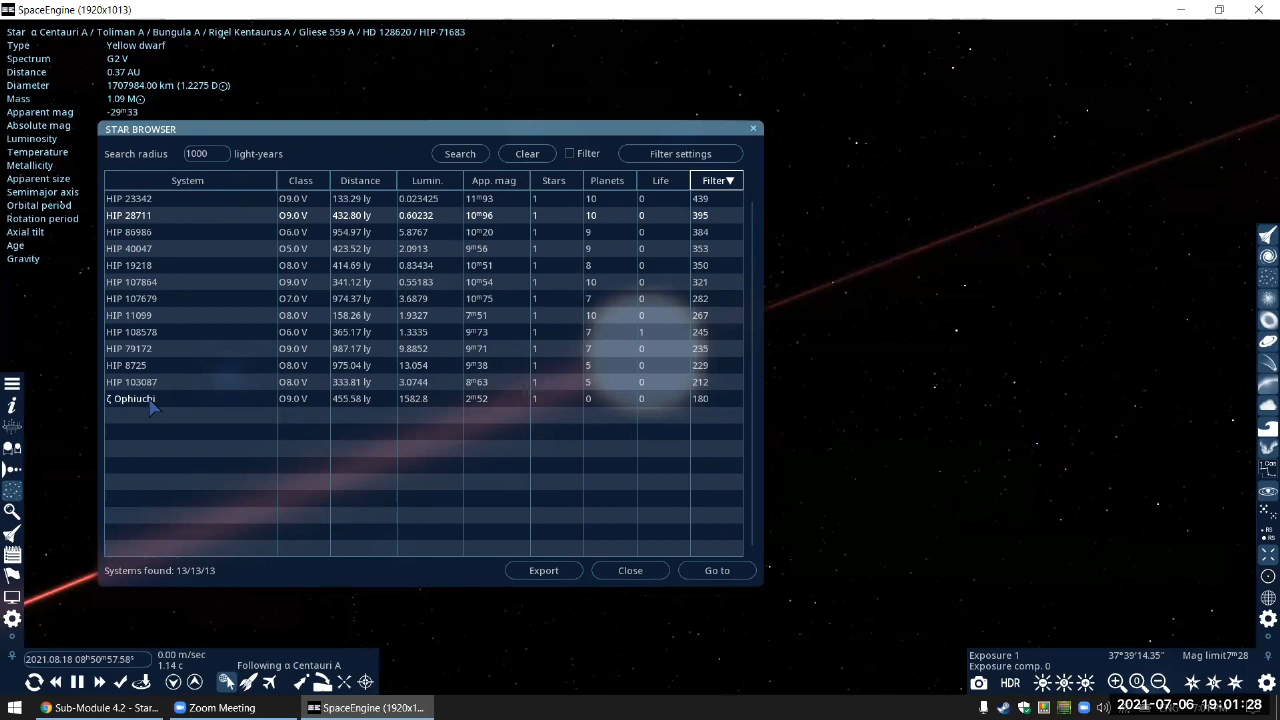 SpaceEngine (1920x1013)
Star α Centauri A / Toliman A / Bungula A / Rigel Kentaurus A / Gliese 559 A / HD 128620 / HIP 71683
Type Yellow dwarf
Spectrum G2 V
Distance 0.37 AU
Diameter 1707984.00 km (1.2275 D☉)
Mass 1.09 M☉
Apparent mag -29ᵐ33
Absolute mag
Luminosity
Temperature
Metallicity
Apparent size
Semimajor axis
Orbital period
Rotation period
Axial tilt
Age
Gravity
STAR BROWSER
Search radius 1000 light-years Search Clear Filter Filter settings
System Class Distance Lumin. App. mag Stars Planets Life Filter▼
HIP 23342 O9.0 V 133.29 ly 0.023425 11ᵐ93 1 10 0 439
HIP 28711 O9.0 V 432.80 ly 0.60232 10ᵐ96 1 10 0 395
HIP 86986 O6.0 V 954.97 ly 5.8767 10ᵐ20 1 9 0 384
HIP 40047 O5.0 V 423.52 ly 2.0913 9ᵐ56 1 9 0 353
HIP 19218 O8.0 V 414.69 ly 0.83434 10ᵐ51 1 8 0 350
HIP 107864 O9.0 V 341.12 ly 0.55183 10ᵐ54 1 10 0 321
HIP 107679 O7.0 V 974.37 ly 3.6879 10ᵐ75 1 7 0 282
HIP 11099 O9.0 V 158.26 ly 1.9327 7ᵐ51 1 10 0 267
HIP 108578 O6.0 V 365.17 ly 1.3335 9ᵐ73 1 7 1 245
HIP 79172 O9.0 V 987.17 ly 9.8852 9ᵐ71 1 7 0 235
HIP 8725 O8.0 V 975.04 ly 13.054 9ᵐ38 1 5 0 229
HIP 103087 O8.0 V 333.81 ly 3.0744 8ᵐ63 1 5 0 212
ζ Ophiuchi O9.0 V 455.58 ly 1582.8 2ᵐ52 1 0 0 180
Systems found: 13/13/13 Export Close Go to
2021.08.18 08ʰ50ᵐ57.58ˢ 0.00 m/sec
1.14 c Following α Centauri A
Exposure 1 37°39'14.35" Mag limit 7ᵐ28
Exposure comp. 0
HDR
Sub-Module 4.2 - Star... Zoom Meeting SpaceEngine (1920x1...
2021-07-06 19:01:28